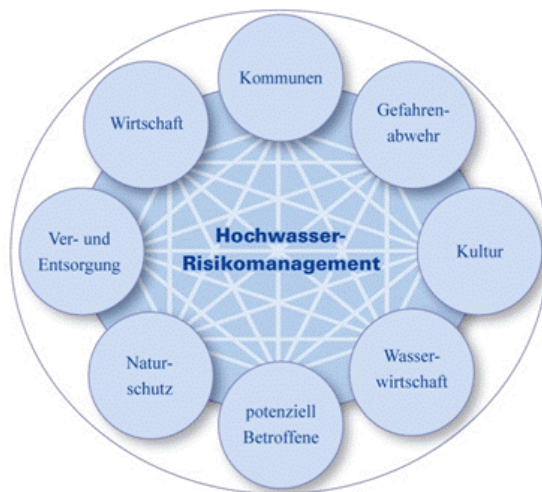 Kommunen
Gefahren-
abwehr
Wirtschaft
Hochwasser-
Risikomanagement
Ver- und
Entsorgung
Kultur
Natur-
schutz
Wasser-
wirtschaft
potenziell
Betroffene